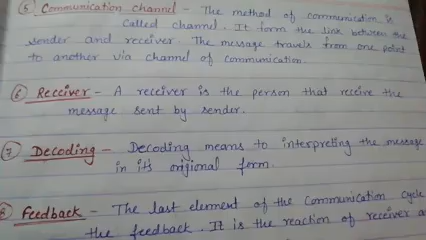 ⑤ Communication channel - The method of communication is
called channel. It form the link between the
sender and receiver. The message travels from one point
to another via channel of communication.
⑥ Receiver - A receiver is the person that receive the
message sent by sender.
⑦ Decoding - Decoding means to interpreting the message
in it's origional form.
⑧ Feedback - The last element of the communication cycle
the feedback. It is the reaction of receiver a